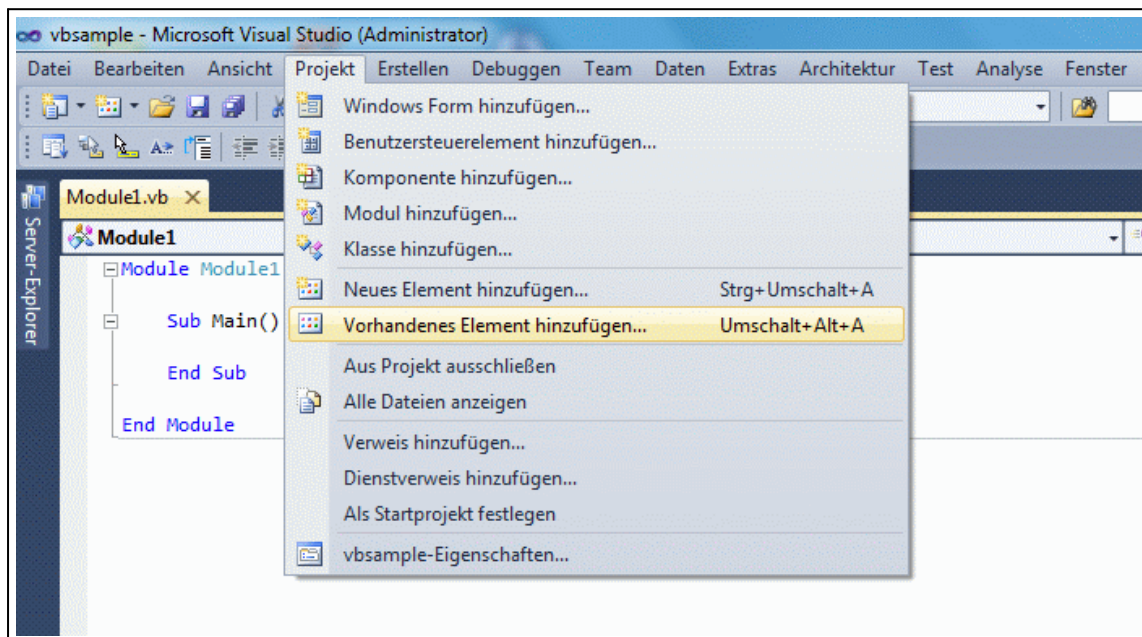 vbsample - Microsoft Visual Studio (Administrator)
Datei Bearbeiten Ansicht Projekt Erstellen Debuggen Team Daten Extras Architektur Test Analyse Fenster
Windows Form hinzufügen...
Benutzersteuerelement hinzufügen...
Komponente hinzufügen...
Modul hinzufügen...
Klasse hinzufügen...
Neues Element hinzufügen... Strg+Umschalt+A
Vorhandenes Element hinzufügen... Umschalt+Alt+A
Aus Projekt ausschließen
Alle Dateien anzeigen
Verweis hinzufügen...
Dienstverweis hinzufügen...
Als Startprojekt festlegen
vbsample-Eigenschaften...
Server-Explorer
Module1.vb
Module1
Module Module1
Sub Main()
End Sub
End Module